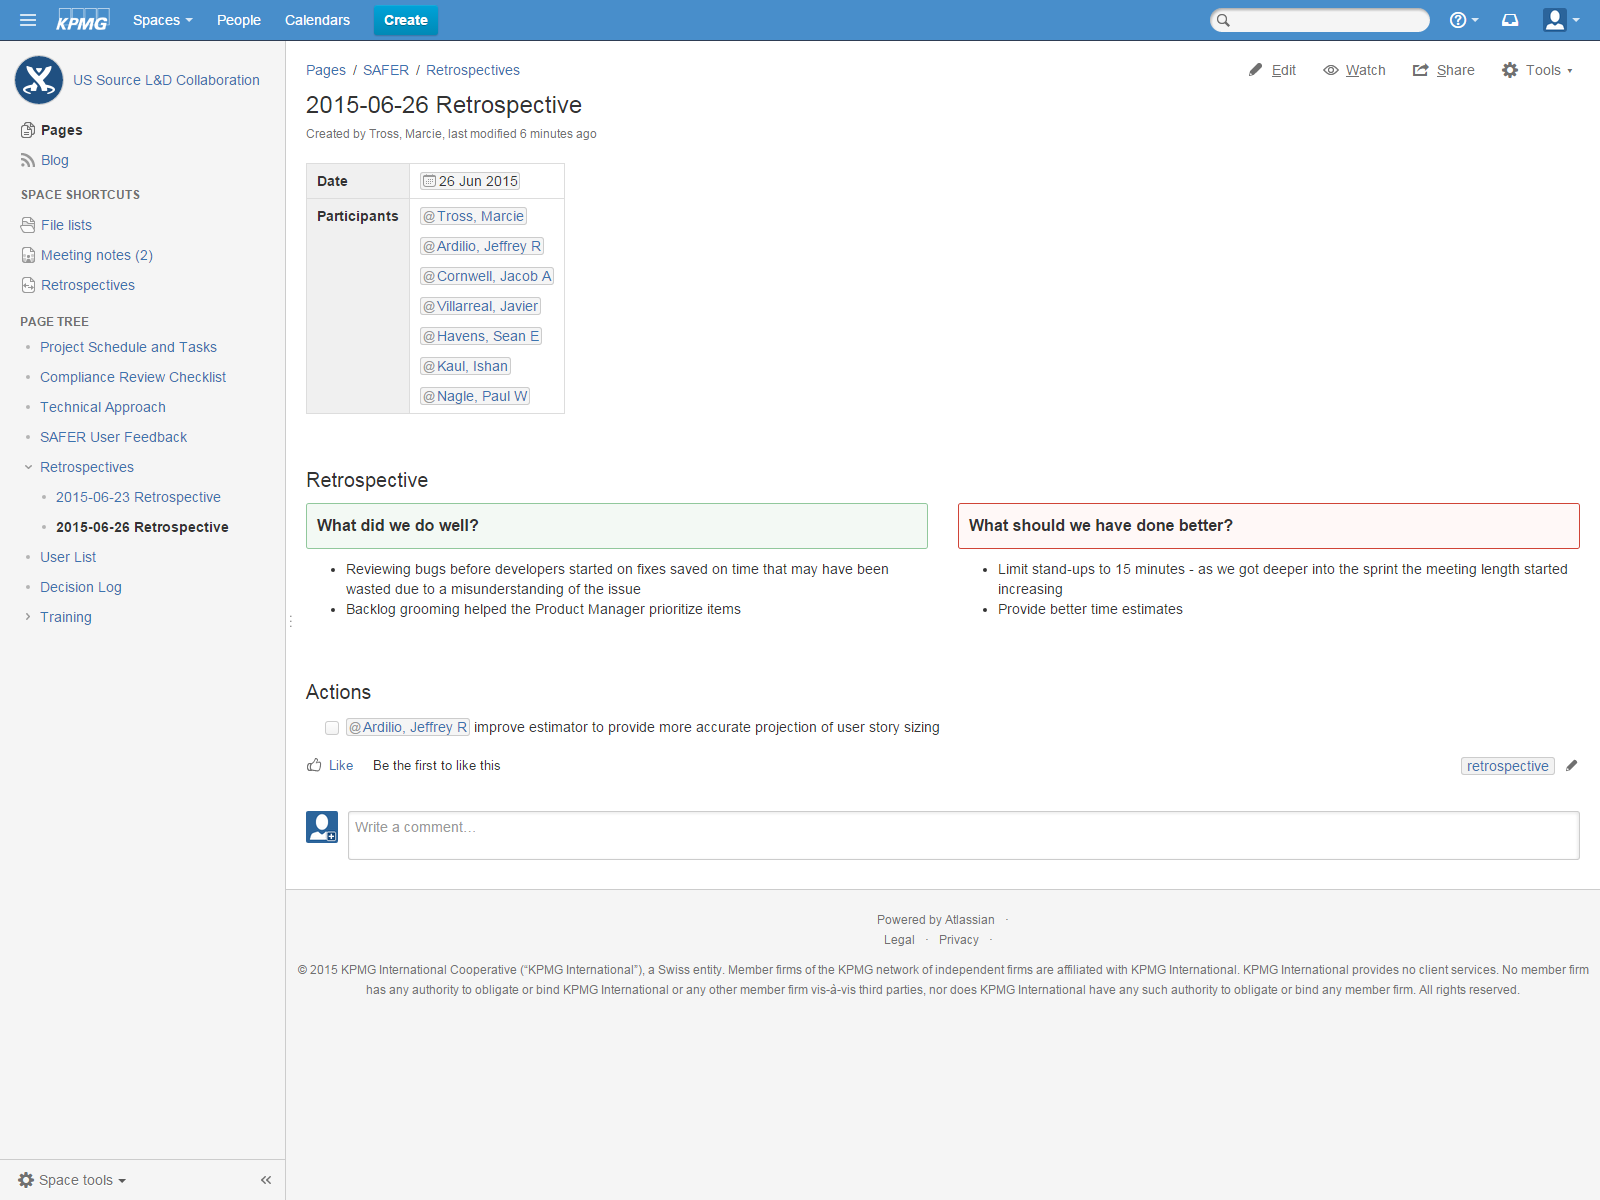 KPMG Spaces People Calendars Create
US Source L&D Collaboration
Pages
Blog
SPACE SHORTCUTS
File lists
Meeting notes (2)
Retrospectives
PAGE TREE
Project Schedule and Tasks
Compliance Review Checklist
Technical Approach
SAFER User Feedback
Retrospectives
2015-06-23 Retrospective
2015-06-26 Retrospective
User List
Decision Log
Training
Space tools
Pages / SAFER / Retrospectives
Edit Watch Share Tools
2015-06-26 Retrospective
Created by Tross, Marcie, last modified 6 minutes ago
Date 26 Jun 2015
Participants @Tross, Marcie
@Ardilio, Jeffrey R
@Cornwell, Jacob A
@Villarreal, Javier
@Havens, Sean E
@Kaul, Ishan
@Nagle, Paul W
Retrospective
What did we do well?
• Reviewing bugs before developers started on fixes saved on time that may have been
wasted due to a misunderstanding of the issue
• Backlog grooming helped the Product Manager prioritize items
What should we have done better?
• Limit stand-ups to 15 minutes - as we got deeper into the sprint the meeting length started
increasing
• Provide better time estimates
Actions
@Ardilio, Jeffrey R improve estimator to provide more accurate projection of user story sizing
Like Be the first to like this
retrospective
Write a comment…
Powered by Atlassian ·
Legal · Privacy ·
© 2015 KPMG International Cooperative (“KPMG International”), a Swiss entity. Member firms of the KPMG network of independent firms are affiliated with KPMG International. KPMG International provides no client services. No member firm
has any authority to obligate or bind KPMG International or any other member firm vis-à-vis third parties, nor does KPMG International have any such authority to obligate or bind any member firm. All rights reserved.